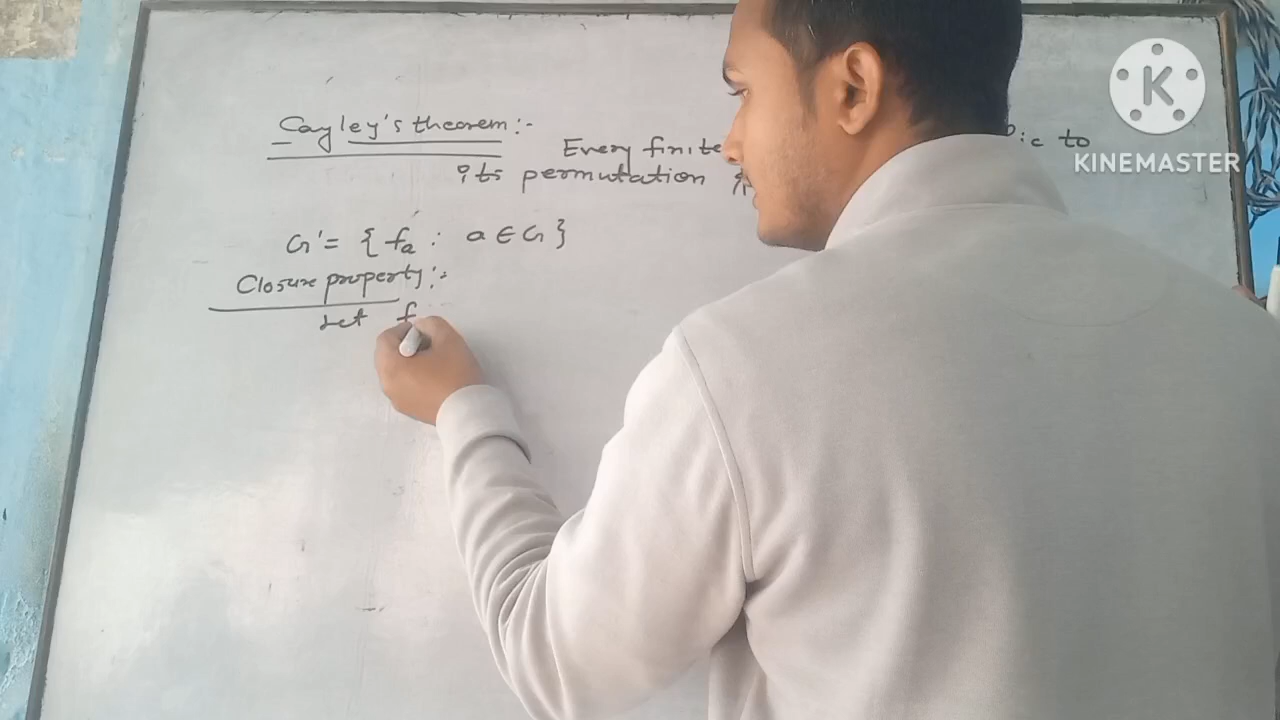 Cayley's theorem:- Every finite ic to
its permutation
G' = { fa : a ∈ G }
Closure property:-
Let f
K
KINEMASTER